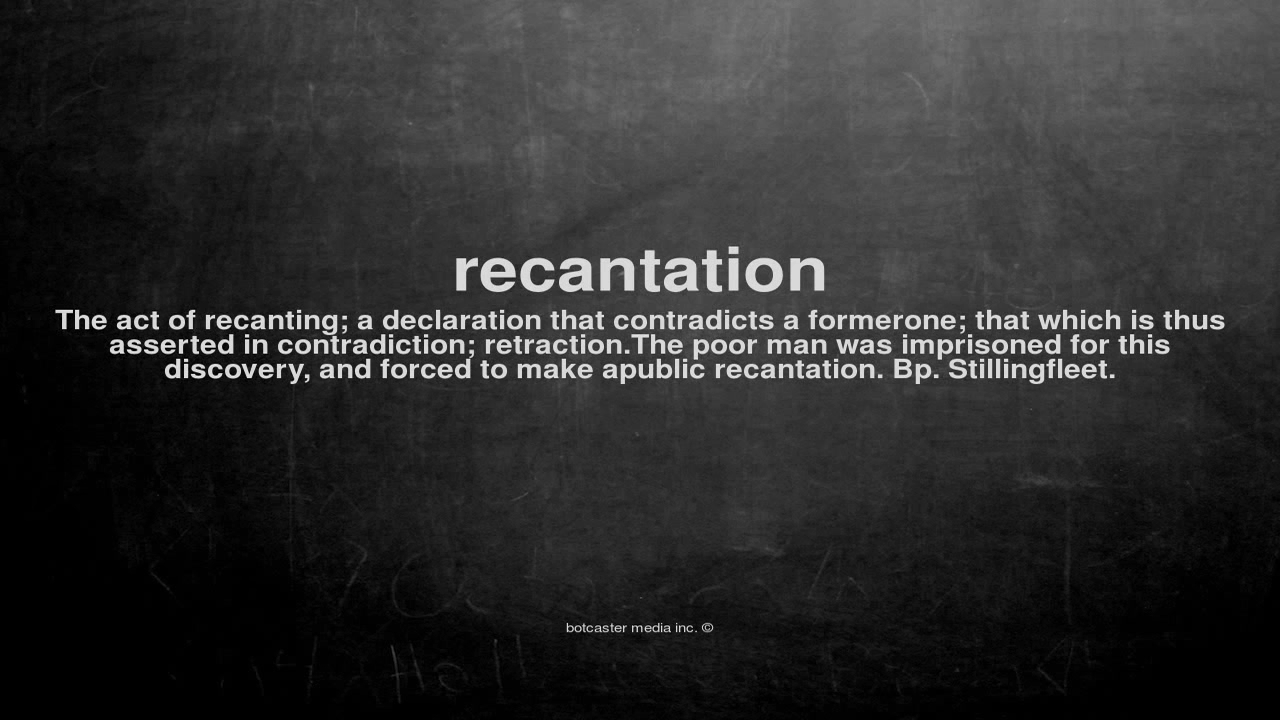 recantation
The act of recanting; a declaration that contradicts a formerone; that which is thus
asserted in contradiction; retraction.The poor man was imprisoned for this
discovery, and forced to make apublic recantation. Bp. Stillingfleet.
botcaster media inc. ©